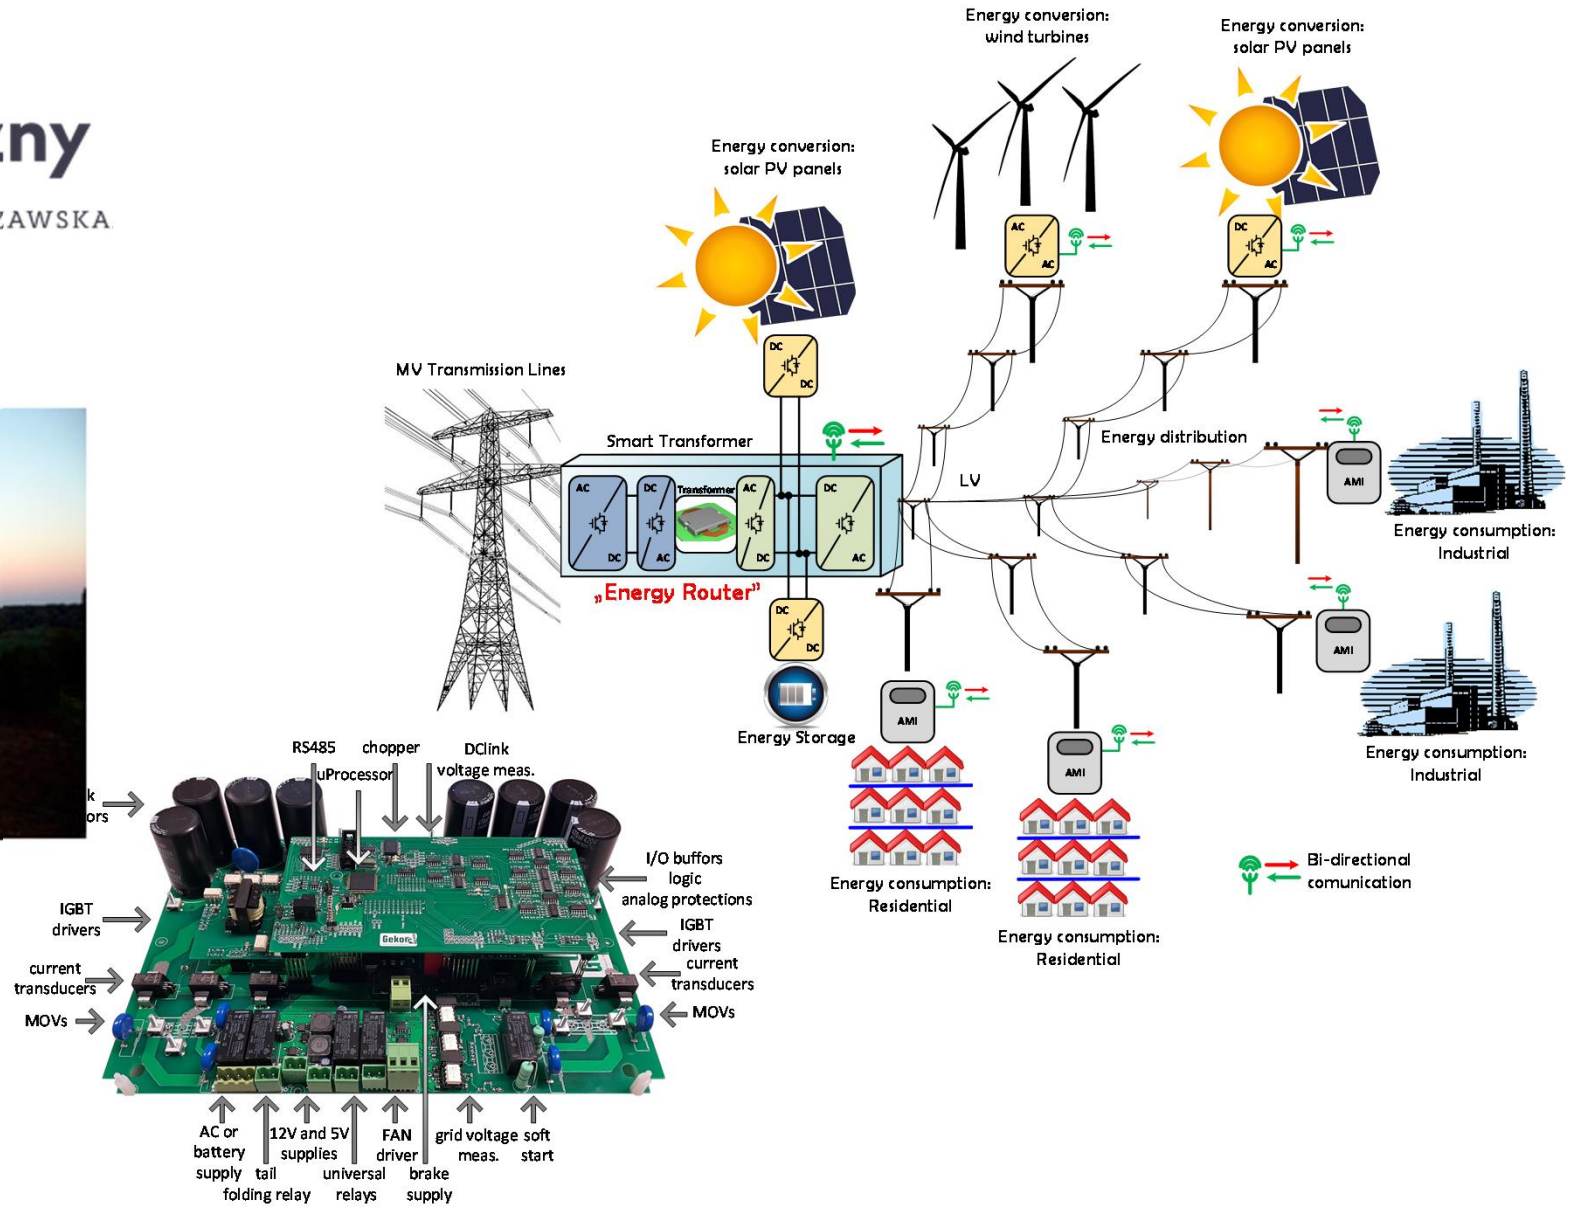 zny
ZAWSKA
Energy conversion:
wind turbines
Energy conversion:
solar PV panels
Energy conversion:
solar PV panels
AC
AC
DC
AC
DC
DC
MV Transmission Lines
Smart Transformer
AC
DC
DC
AC
Transformer
AC
DC
DC
AC
„Energy Router”
LV
Energy distribution
AMI
Energy consumption:
Industrial
AMI
Energy consumption:
Industrial
DC
DC
Energy Storage
AMI
Energy consumption:
Residential
AMI
Energy consumption:
Residential
Bi-directional
comunication
RS485
chopper
DClink
voltage meas.
uProcessor
k
ors
I/O buffors
logic
analog protections
IGBT
drivers
IGBT
drivers
Gekon
current
transducers
current
transducers
MOVs
MOVs
AC or
battery
supply
tail
folding relay
12V and 5V
supplies
universal
relays
FAN
driver
brake
supply
grid voltage
meas.
soft
start